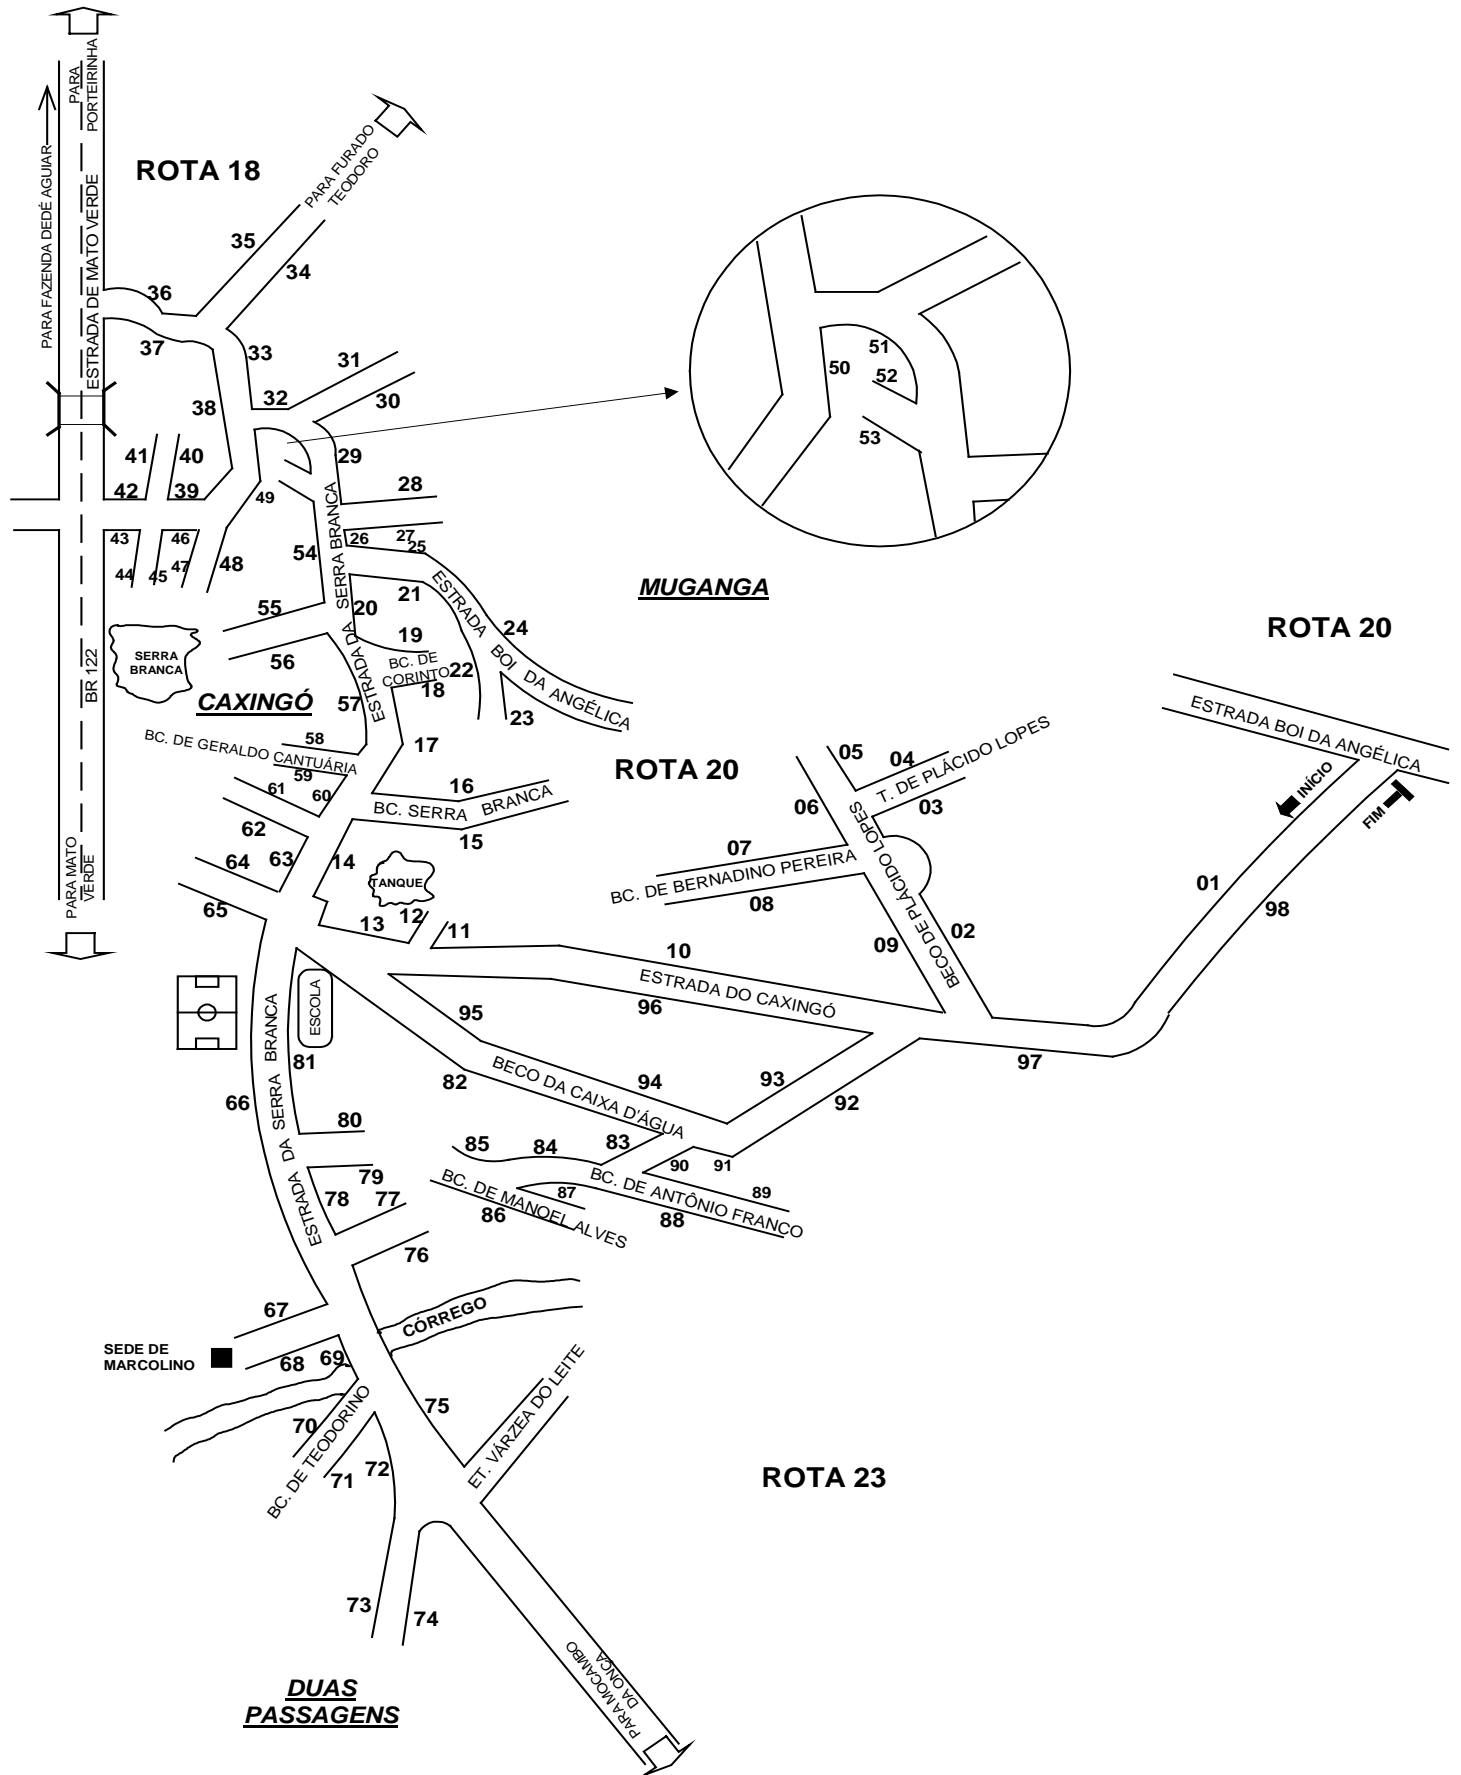 PARA
PORTEIRINHA
PARA FAZENDA DEDÉ AGUIAR
ESTRADA DE MATO VERDE
ROTA 18
PARA FURADO
TEODORO
35
34
36
37
33
31
32
30
38
51
50
52
53
41
40
29
42
39
49
28
43
46
26
27
25
54
44
45
47
48
ESTRADA DA SERRA BRANCA
21
MUGANGA
55
20
24
19
ESTRADA BOI DA ANGÉLICA
ROTA 20
SERRA
BRANCA
56
BC. DE
CORINTO
22
18
23
BR 122
CAXINGÓ
57
ESTRADA BOI DA ANGÉLICA
58
BC. DE GERALDO CANTUÁRIA
17
05
04
T. DE PLÁCIDO LOPES
59
61
60
16
ROTA 20
INÍCIO
06
03
FIM
BC. SERRA BRANCA
62
63
15
07
BC. DE BERNADINO PEREIRA
BECO DE PLÁCIDO LOPES
64
14
TANQUE
08
01
PARA MATO
VERDE
65
13
12
11
02
98
09
10
ESTRADA DO CAXINGÓ
96
ESCOLA
95
ESTRADA DA SERRA BRANCA
81
82
BECO DA CAIXA D'ÁGUA
94
93
97
66
92
80
85
84
83
79
90
91
78
77
BC. DE MANOEL ALVES
87
BC. DE ANTÔNIO FRANCO
89
86
88
76
67
CÓRREGO
SEDE DE
MARCOLINO
68
69
70
BC. DE TEODORINO
75
ET. VÁRZEA DO LEITE
71
72
ROTA 23
73
74
PARA MOCAMBO
DA ONÇA
DUAS
PASSAGENS